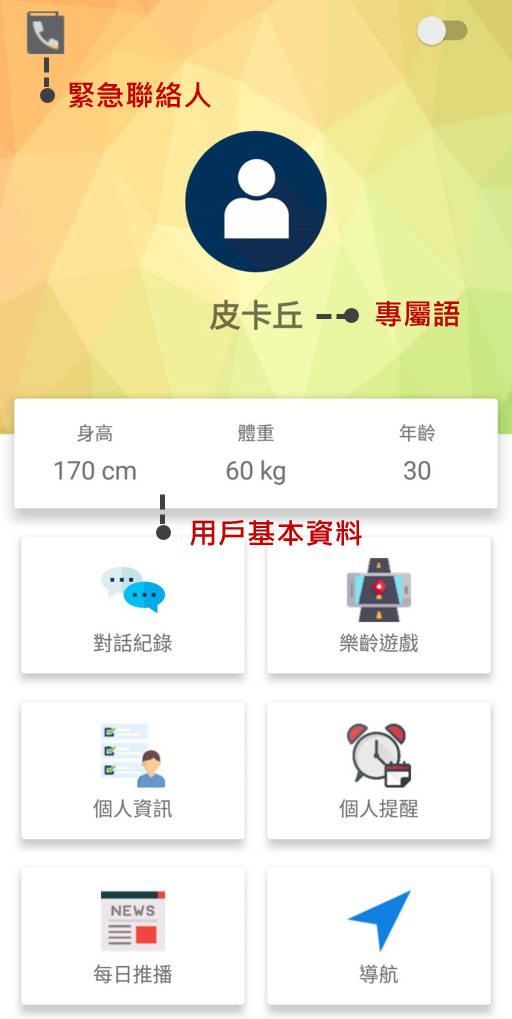 緊急聯絡人
皮卡丘
專屬語
身高 體重 年齡
170 cm 60 kg 30
用戶基本資料
對話紀錄 樂齡遊戲
個人資訊 個人提醒
NEWS
每日推播 導航